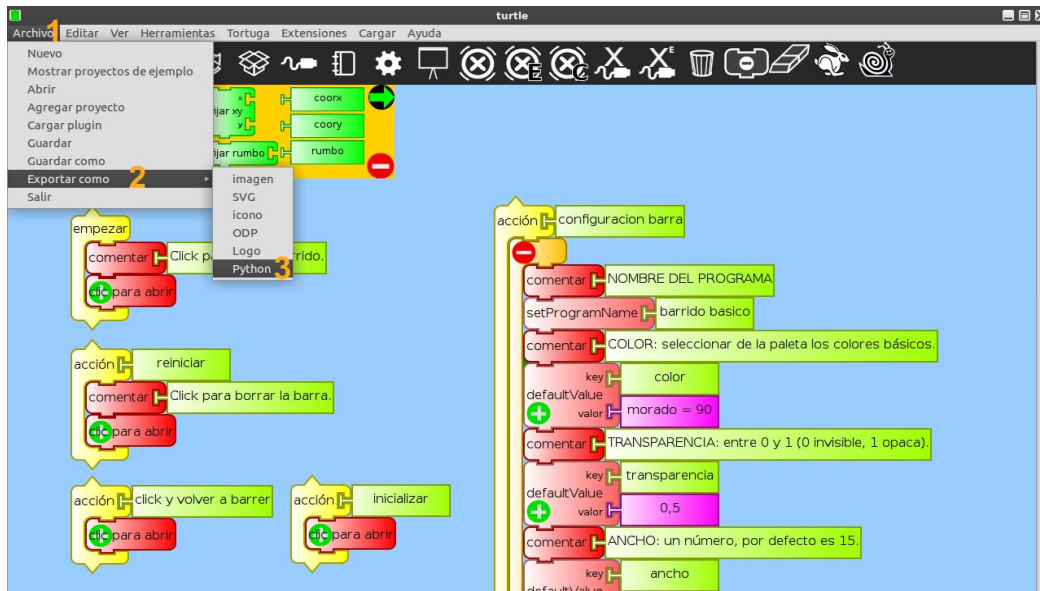 turtle
1
Archivo Editar Ver Herramientas Tortuga Extensiones Cargar Ayuda
Nuevo
Mostrar proyectos de ejemplo
Abrir
Agregar proyecto
Cargar plugin
Guardar
Guardar como
Exportar como 2
Salir
imagen
SVG
icono
ODP
Logo
Python 3
E C E
x coorx
fijar xy
y coory
fijar rumbo rumbo
empezar
comentar Click p rrido.
clic para abrir
acción reiniciar
comentar Click para borrar la barra.
clic para abrir
acción click y volver a barrer
clic para abrir
acción inicializar
clic para abrir
acción configuracion barra
comentar NOMBRE DEL PROGRAMA
setProgramName barrido basico
comentar COLOR: seleccionar de la paleta los colores básicos.
key color
defaultValue
valor morado = 90
comentar TRANSPARENCIA: entre 0 y 1 (0 invisible, 1 opaca).
key transparencia
defaultValue
valor 0,5
comentar ANCHO: un número, por defecto es 15.
key ancho
defaultValue